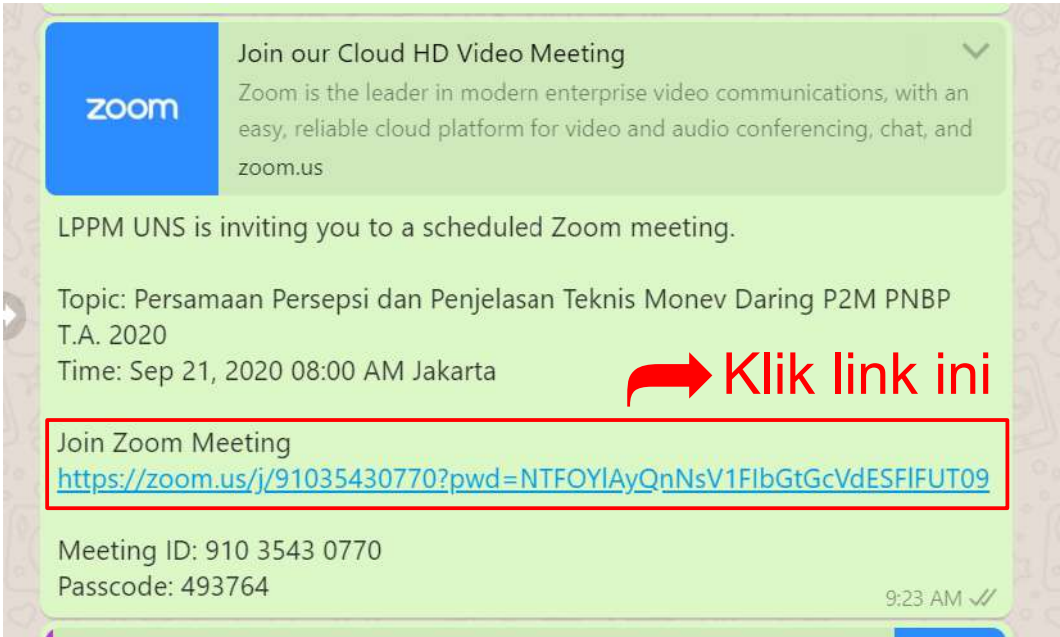 Join our Cloud HD Video Meeting
zoom
Zoom is the leader in modern enterprise video communications, with an
easy, reliable cloud platform for video and audio conferencing, chat, and
zoom.us
LPPM UNS is inviting you to a scheduled Zoom meeting.
Topic: Persamaan Persepsi dan Penjelasan Teknis Monev Daring P2M PNBP
T.A. 2020
Time: Sep 21, 2020 08:00 AM Jakarta
Klik link ini
Join Zoom Meeting
https://zoom.us/j/91035430770?pwd=NTFOYlAyQnNsV1FIbGtGcVdESFlFUT09
Meeting ID: 910 3543 0770
Passcode: 493764
9:23 AM